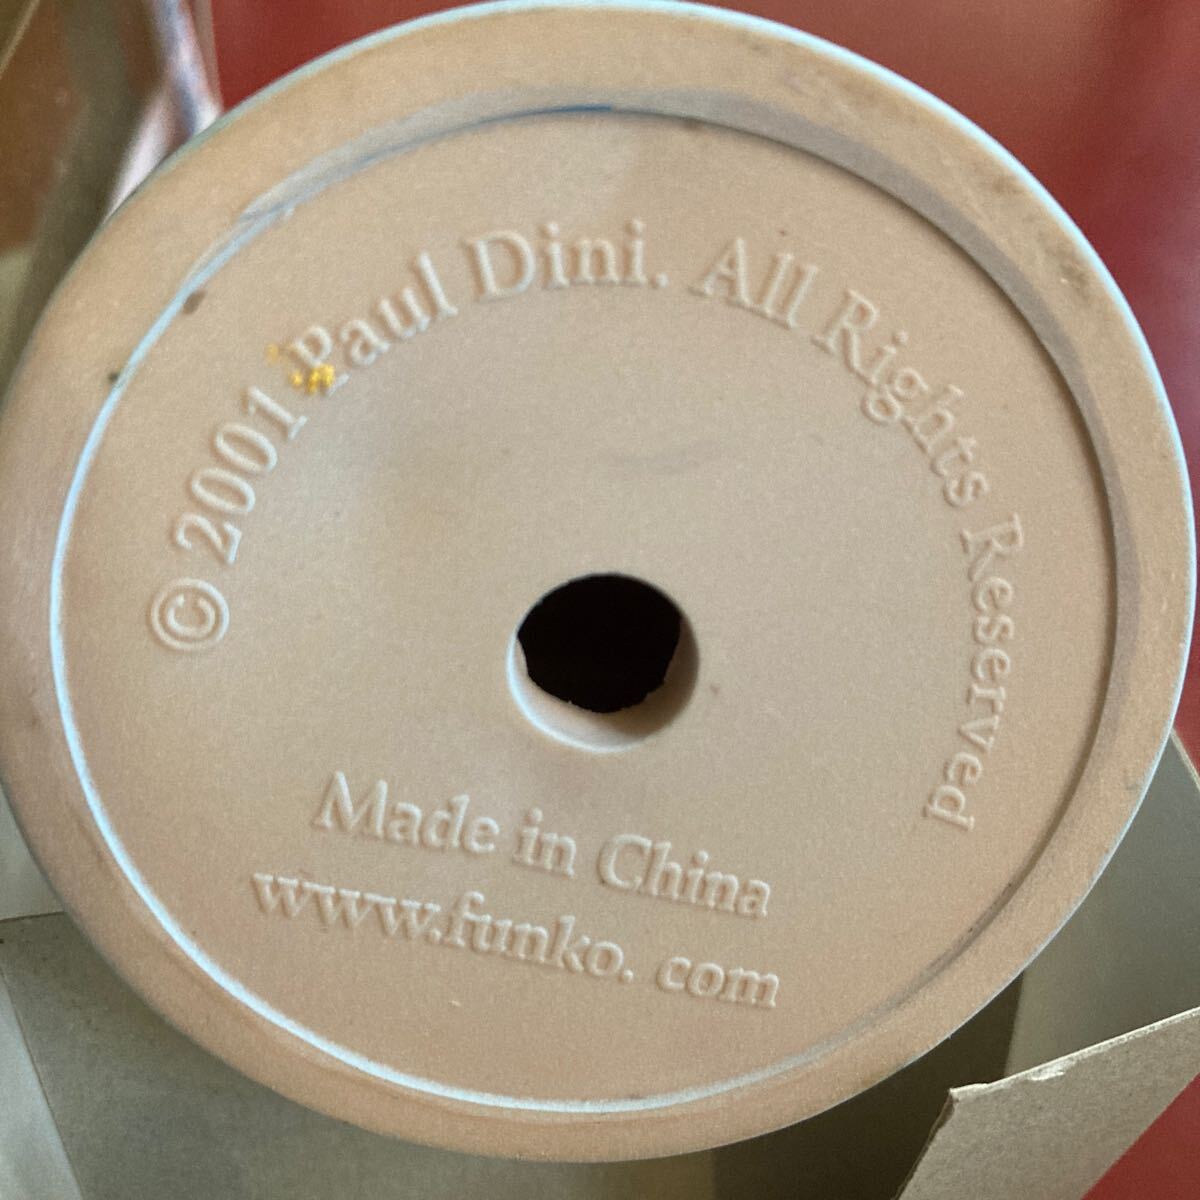 © 2001 Paul Dini. All Rights Reserved
Made in China
www.funko. com